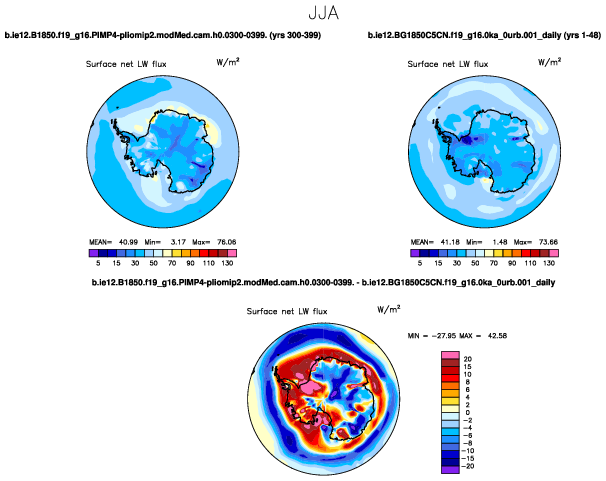 JJA
b.ie12.B1850.f19_g16.PIMP4-pliomip2.modMed.cam.h0.0300-0399. (yrs 300-399)
b.ie12.BG1850C5CN.f19_g16.0ka_0urb.001_daily (yrs 1-48)
Surface net LW flux W/m²
Surface net LW flux W/m²
MEAN= 40.99 Min= 3.17 Max= 76.06
MEAN= 41.18 Min= 1.48 Max= 73.66
5 15 30 50 70 90 110 130
5 15 30 50 70 90 110 130
b.ie12.B1850.f19_g16.PIMP4-pliomip2.modMed.cam.h0.0300-0399. - b.ie12.BG1850C5CN.f19_g16.0ka_0urb.001_daily
Surface net LW flux W/m²
MIN = -27.95 MAX = 42.58
20
15
10
8
6
4
2
0
-2
-4
-6
-8
-10
-15
-20